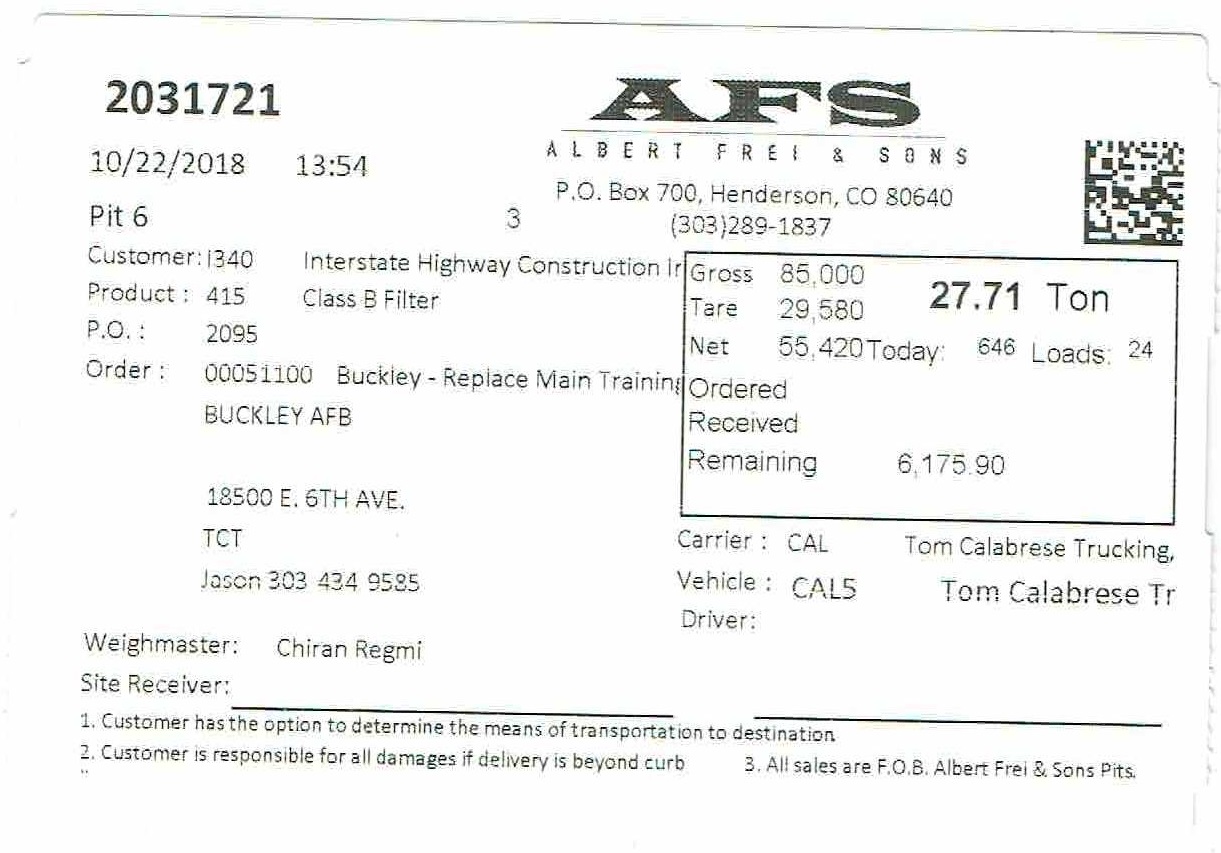 2031721
AFS
ALBERT FREI & SONS
10/22/2018 13:54
P.O. Box 700, Henderson, CO 80640
(303)289-1837
Pit 6 3
Customer: I340 Interstate Highway Construction Ir
Product : 415 Class B Filter
P.O. : 2095
Order : 00051100 Buckley - Replace Main Training
BUCKLEY AFB
18500 E. 6TH AVE.
TCT
Jason 303 434 9585
Gross 85,000 27.71 Ton
Tare 29,580
Net 55,420 Today: 646 Loads: 24
Ordered
Received
Remaining 6,175.90
Carrier : CAL Tom Calabrese Trucking,
Vehicle : CAL5 Tom Calabrese Tr
Driver:
Weighmaster: Chiran Regmi
Site Receiver:
1. Customer has the option to determine the means of transportation to destination
2. Customer is responsible for all damages if delivery is beyond curb 3. All sales are F.O.B. Albert Frei & Sons Pits.